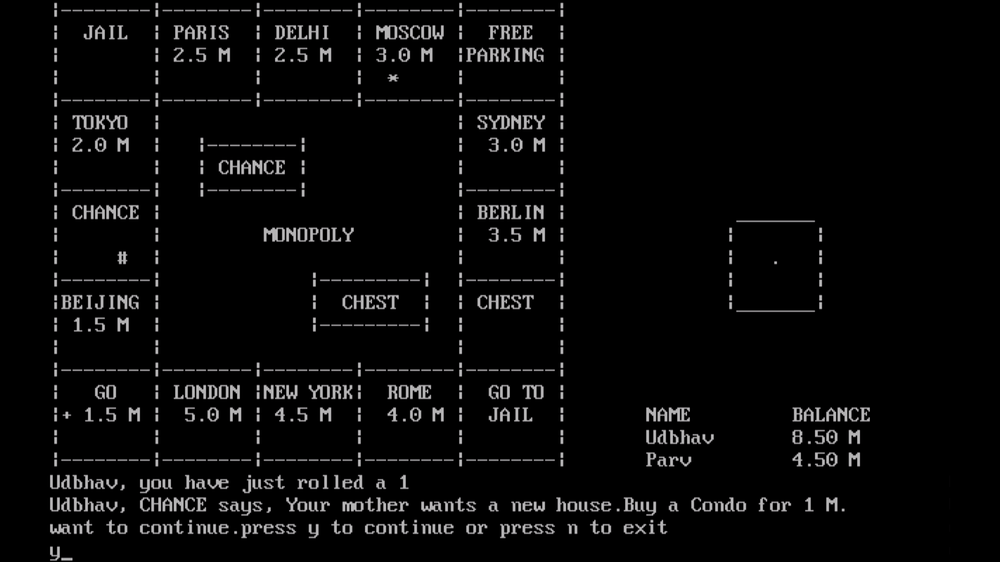 JAIL PARIS DELHI MOSCOW FREE
2.5 M 2.5 M 3.0 M PARKING
*
TOKYO SYDNEY
2.0 M 3.0 M
CHANCE
CHANCE BERLIN
MONOPOLY 3.5 M
#
BEIJING CHEST CHEST
1.5 M
GO LONDON NEW YORK ROME GO TO
+ 1.5 M 5.0 M 4.5 M 4.0 M JAIL NAME BALANCE
Udbhav 8.50 M
Parv 4.50 M
Udbhav, you have just rolled a 1
Udbhav, CHANCE says, Your mother wants a new house.Buy a Condo for 1 M.
want to continue.press y to continue or press n to exit
y_